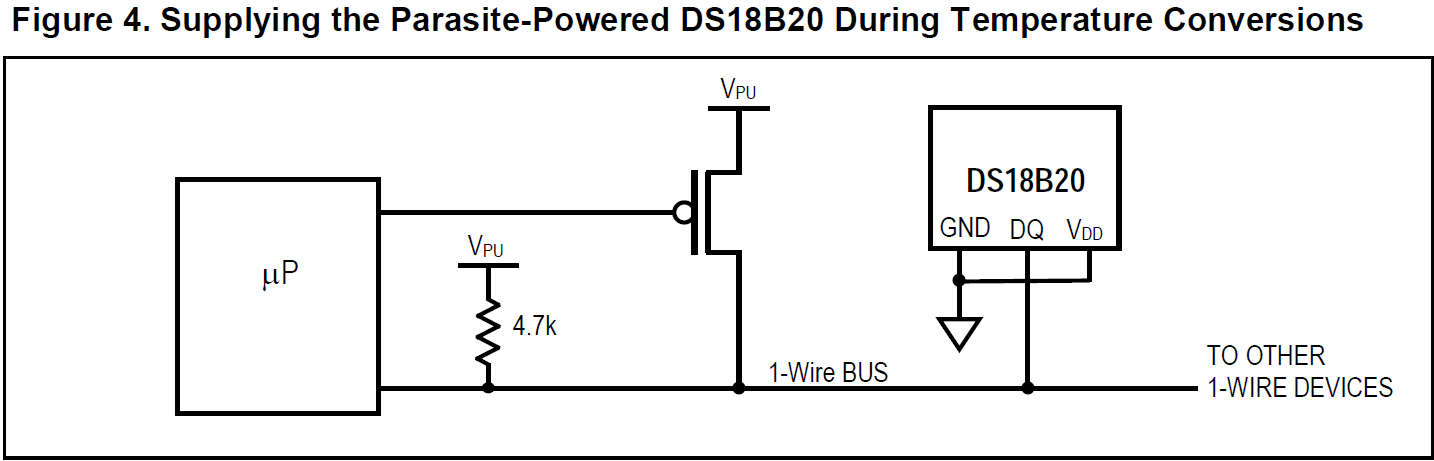 Figure 4. Supplying the Parasite-Powered DS18B20 During Temperature Conversions
VPU
DS18B20
GND DQ VDD
μP
VPU
4.7k
1-Wire BUS
TO OTHER
1-WIRE DEVICES